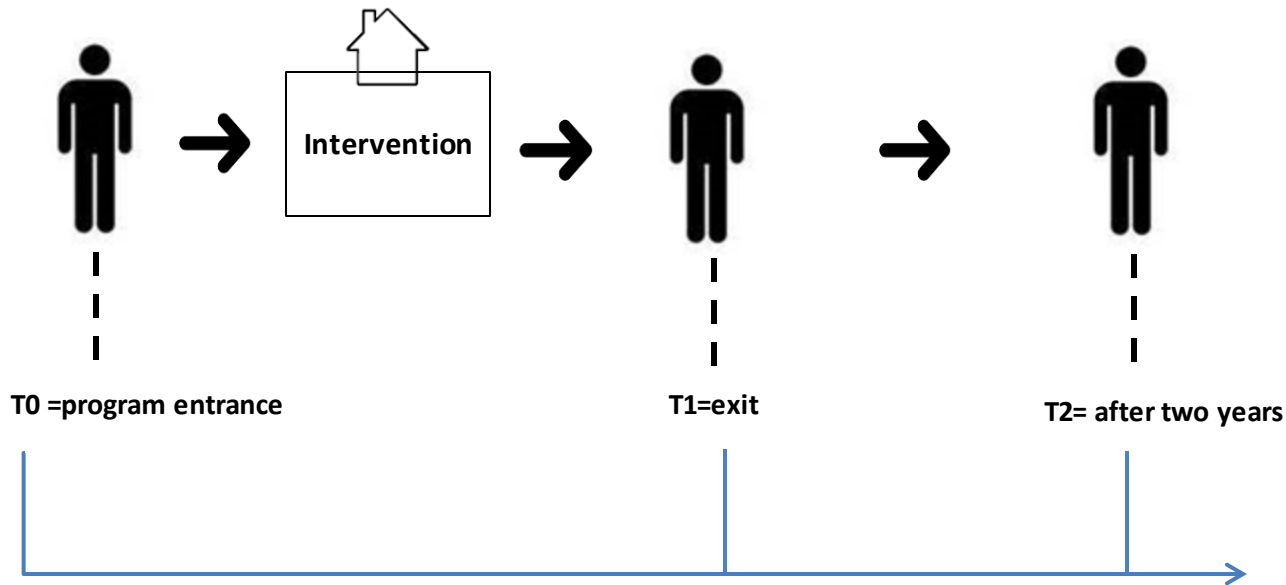 Intervention
T0 =program entrance
T1=exit
T2= after two years